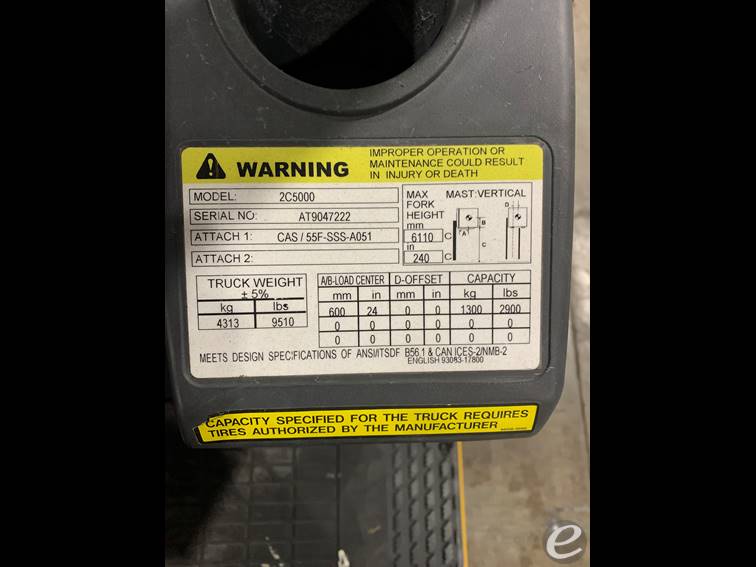 WARNING
IMPROPER OPERATION OR
MAINTENANCE COULD RESULT
IN INJURY OR DEATH
MODEL: 2C5000
SERIAL NO: AT9047222
ATTACH 1: CAS / 55F-SSS-A051
ATTACH 2:
MAX
FORK
HEIGHT
mm
6110 C
in
240 C
MAST:VERTICAL
D
B
A
C
TRUCK WEIGHT
± 5%
kg lbs
4313 9510
A/B-LOAD CENTER D-OFFSET CAPACITY
mm in mm in kg lbs
600 24 0 0 1300 2900
0 0 0 0 0 0
0 0 0 0 0 0
MEETS DESIGN SPECIFICATIONS OF ANSI/ITSDF B56.1 & CAN ICES-2/NMB-2
ENGLISH 93083-17800
CAPACITY SPECIFIED FOR THE TRUCK REQUIRES
TIRES AUTHORIZED BY THE MANUFACTURER
e